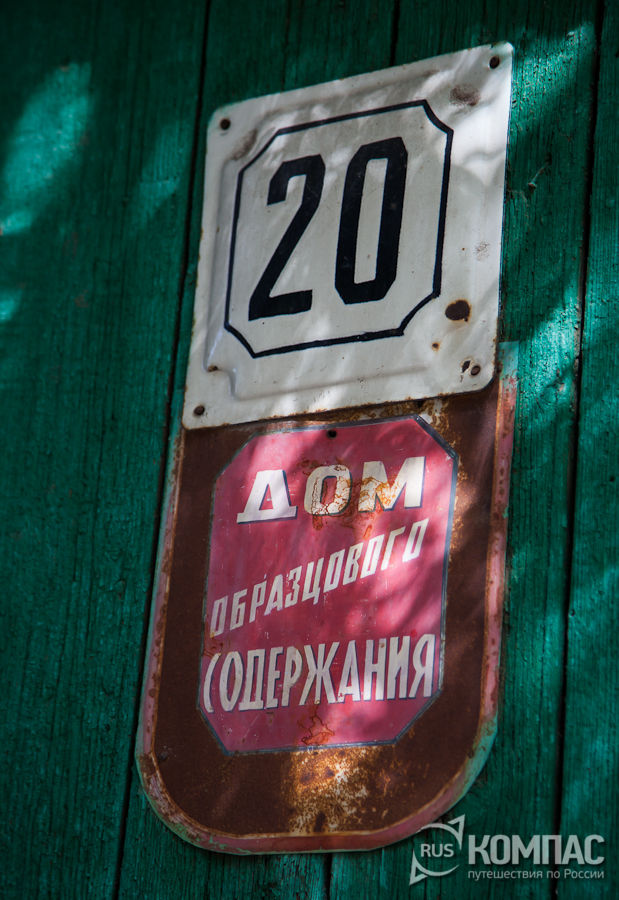 20
ДОМ
ОБРАЗЦОВОГО
СОДЕРЖАНИЯ
RUS КОМПАС
путешествия по России